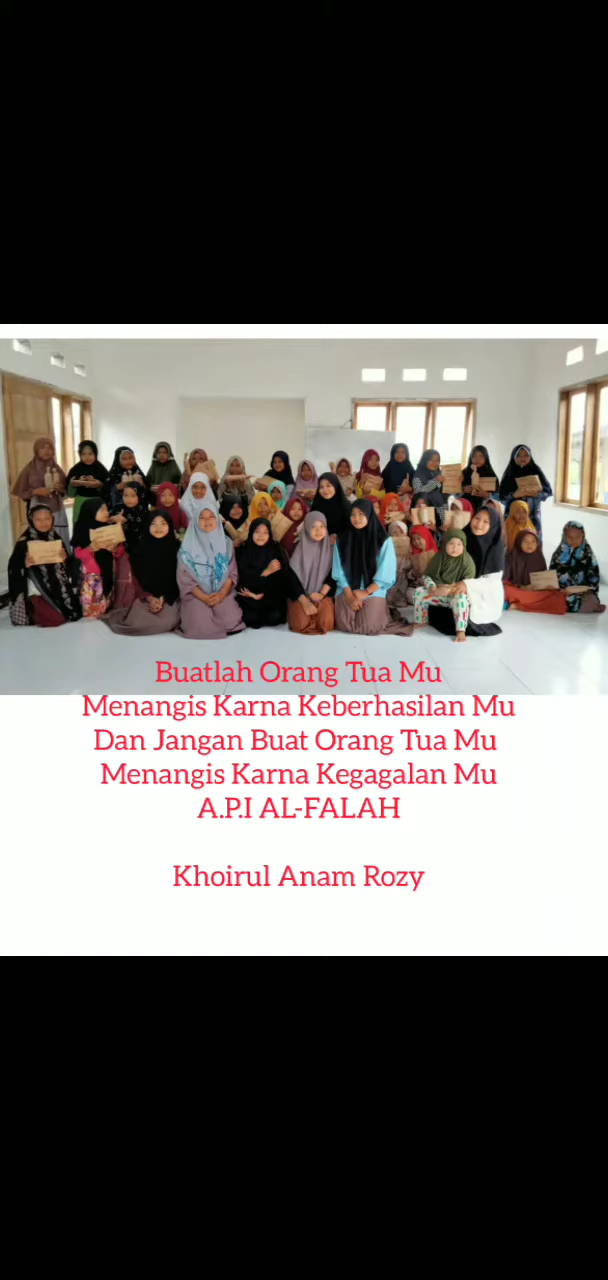 Buatlah Orang Tua Mu
Menangis Karna Keberhasilan Mu
Dan Jangan Buat Orang Tua Mu
Menangis Karna Kegagalan Mu
A.P.I AL-FALAH
Khoirul Anam Rozy